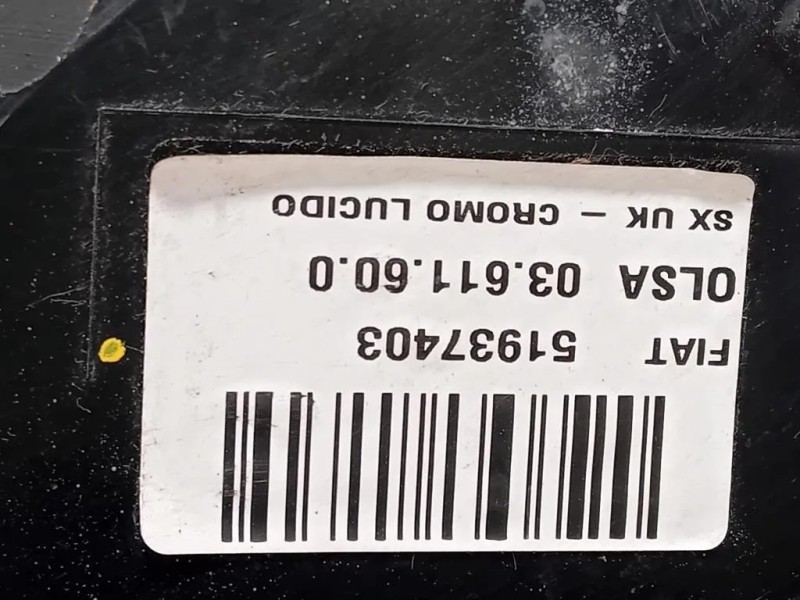 FIAT 51937403
OLSA 03.611.60.0
SX UK - CROMO LUCIDO